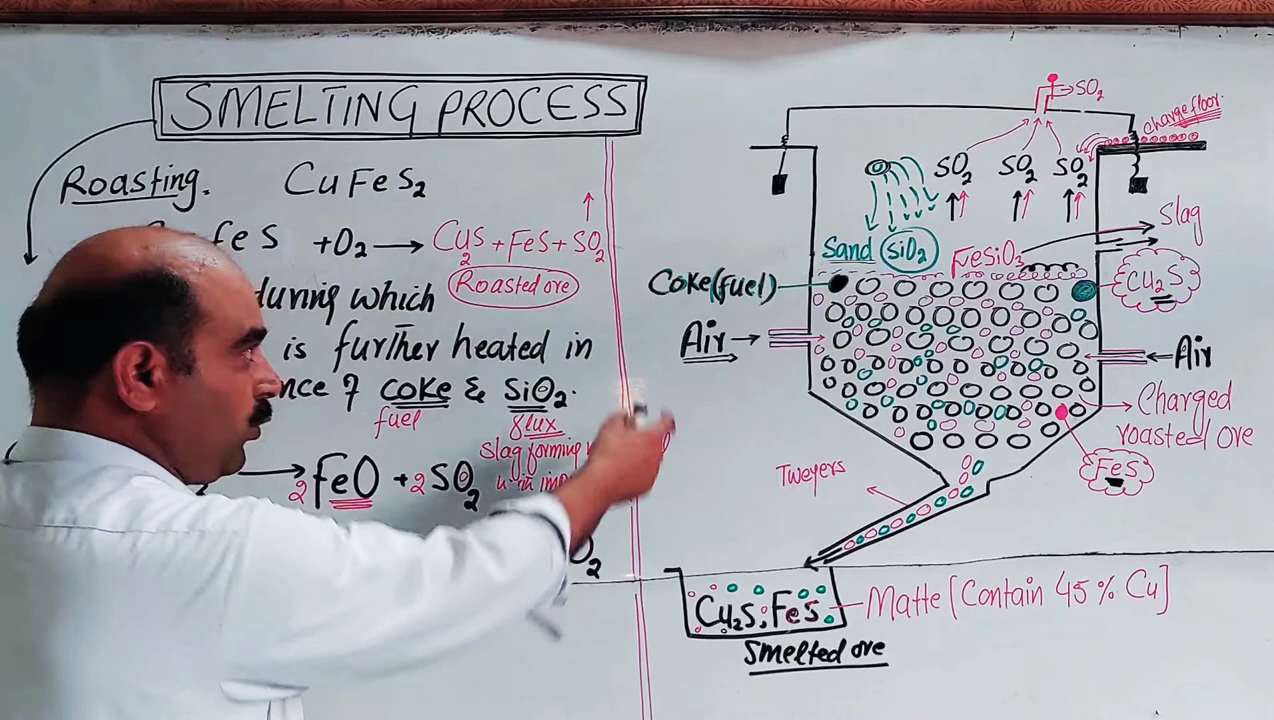 SMELTING PROCESS
Roasting. CuFeS₂
FeS + O₂ → Cu₂S + FeS + SO₂ ↑
Roasted ore
during which
is further heated in
nce of coke & SiO₂.
fuel flux
slag forming
→ 2FeO + 2SO₂
SO₂
charge floor.
SO₂ SO₂ SO₂
Sand SiO₂
FeSiO₃
Slag
Coke(fuel)
Cu₂S
Air →
← Air
Charged
roasted ore
FeS
Tweyers
Cu₂S, FeS
Matte [Contain 45% Cu]
Smelted ore